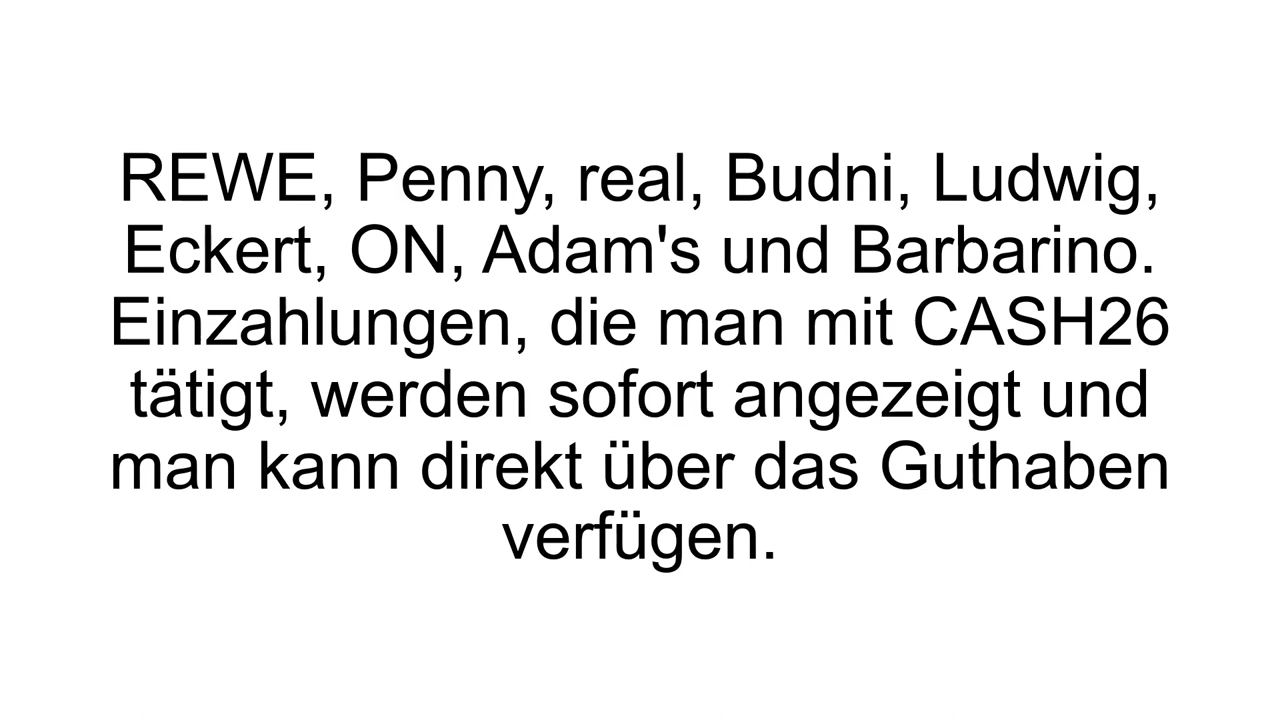 REWE, Penny, real, Budni, Ludwig,
Eckert, ON, Adam's und Barbarino.
Einzahlungen, die man mit CASH26
tätigt, werden sofort angezeigt und
man kann direkt über das Guthaben
verfügen.